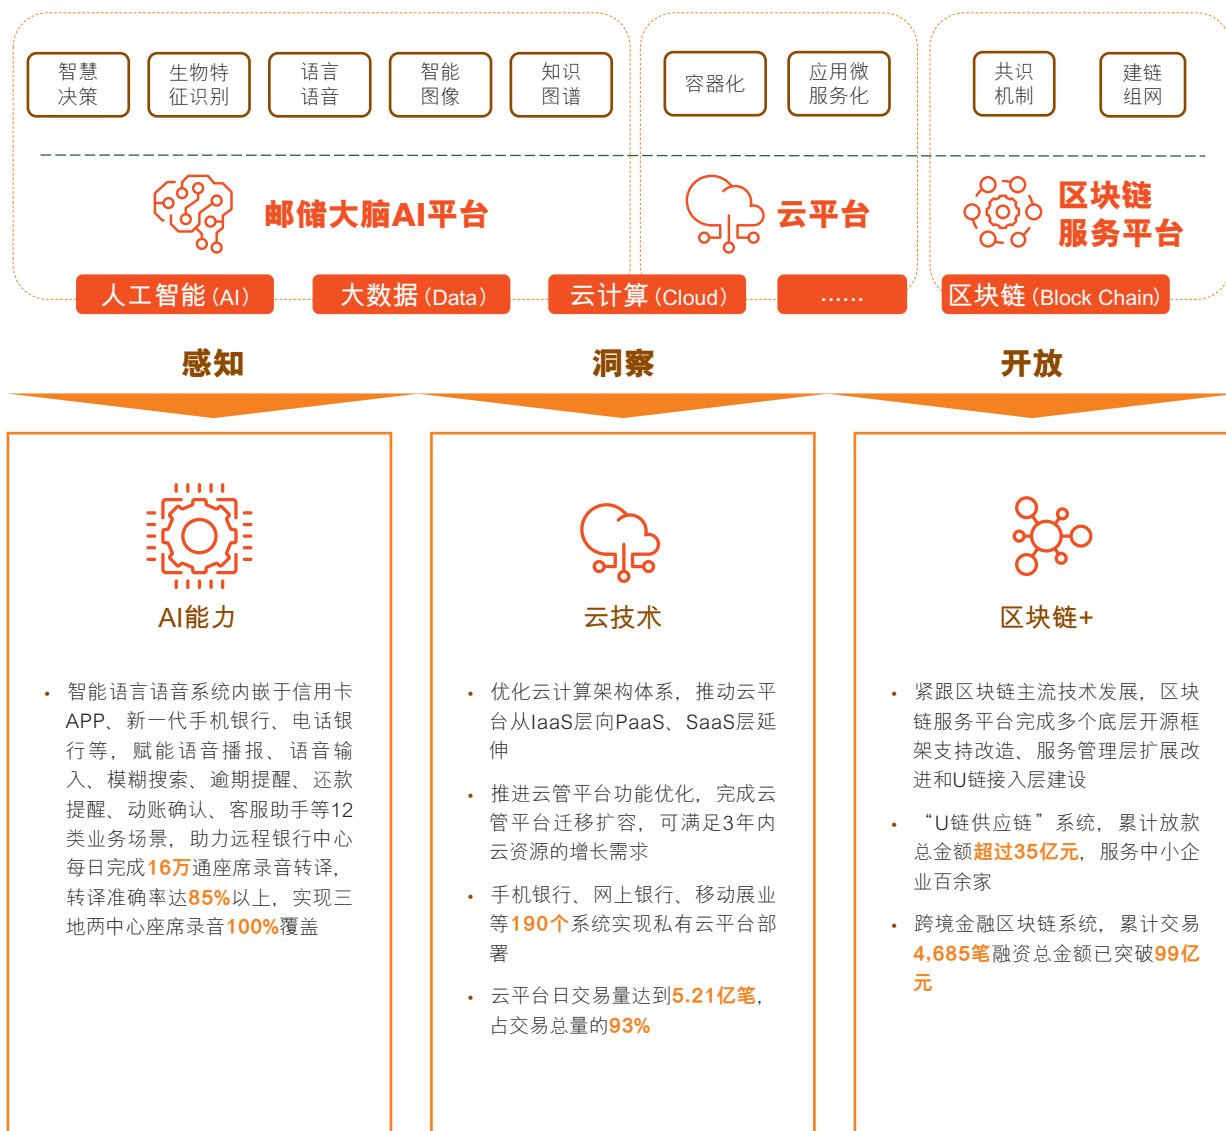 智慧
决策
生物特
征识别
语言
语音
智能
图像
知识
图谱
容器化
应用微
服务化
共识
机制
建链
组网
邮储大脑AI平台
云平台
区块链
服务平台
人工智能(AI)
大数据(Data)
云计算(Cloud)
……
区块链(Block Chain)
感知
洞察
开放
AI能力
• 智能语言语音系统内嵌于信用卡
APP、新一代手机银行、电话银
行等，赋能语音播报、语音输
入、模糊搜索、逾期提醒、还款
提醒、动账确认、客服助手等12
类业务场景，助力远程银行中心
每日完成16万通座席录音转译，
转译准确率达85%以上，实现三
地两中心座席录音100%覆盖
云技术
• 优化云计算架构体系，推动云平
台从IaaS层向PaaS、SaaS层延
伸
• 推进云管平台功能优化，完成云
管平台迁移扩容，可满足3年内
云资源的增长需求
• 手机银行、网上银行、移动展业
等190个系统实现私有云平台部
署
• 云平台日交易量达到5.21亿笔，
占交易总量的93%
区块链+
• 紧跟区块链主流技术发展，区块
链服务平台完成多个底层开源框
架支持改造、服务管理层扩展改
进和U链接入层建设
• “U链供应链”系统，累计放款
总金额超过35亿元，服务中小企
业百余家
• 跨境金融区块链系统，累计交易
4,685笔融资总金额已突破99亿
元